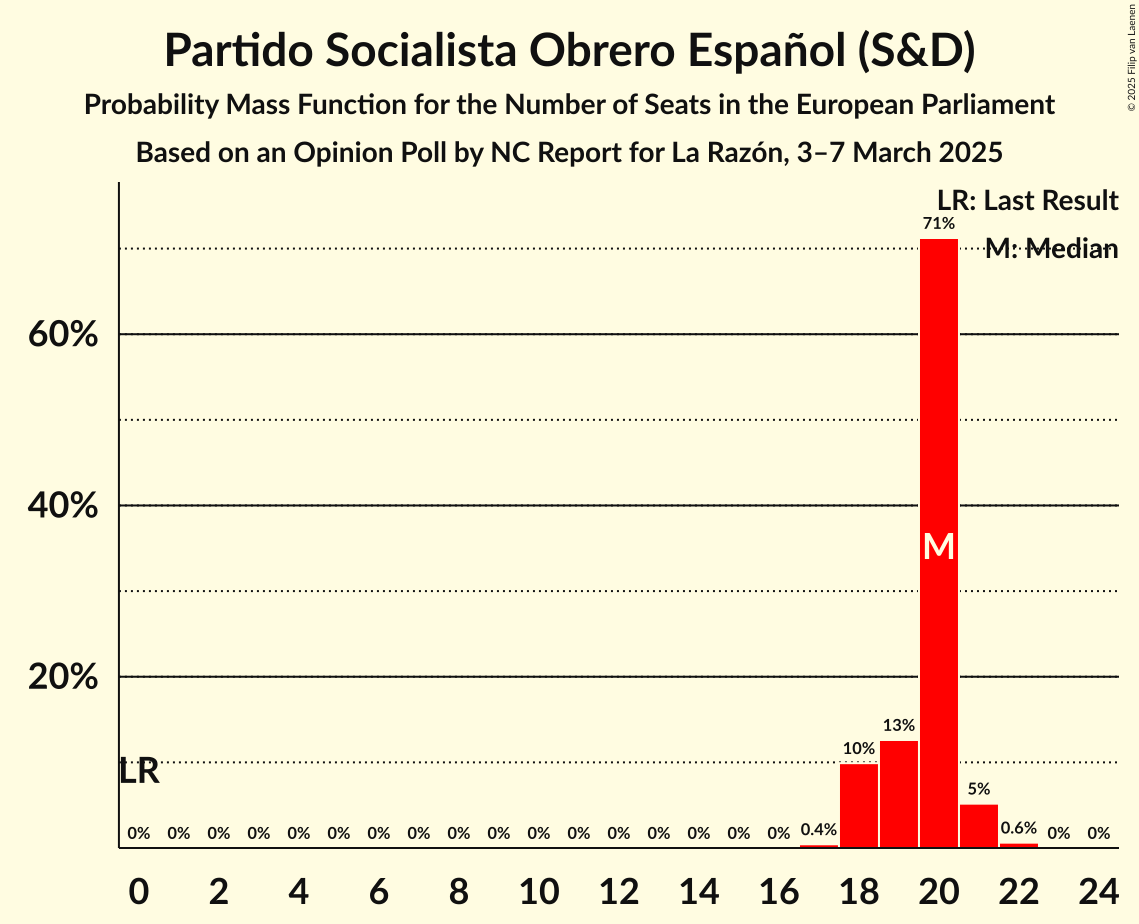 Partido Socialista Obrero Español (S&D)
Probability Mass Function for the Number of Seats in the European Parliament
Based on an Opinion Poll by NC Report for La Razón, 3–7 March 2025
© 2025 Filip van Laenen
LR: Last Result
M: Median
71%
60%
40%
20%
M
LR
10% 13% 5%
0% 0% 0% 0% 0% 0% 0% 0% 0% 0% 0% 0% 0% 0% 0% 0% 0% 0.4% 0.6% 0% 0%
0 2 4 6 8 10 12 14 16 18 20 22 24